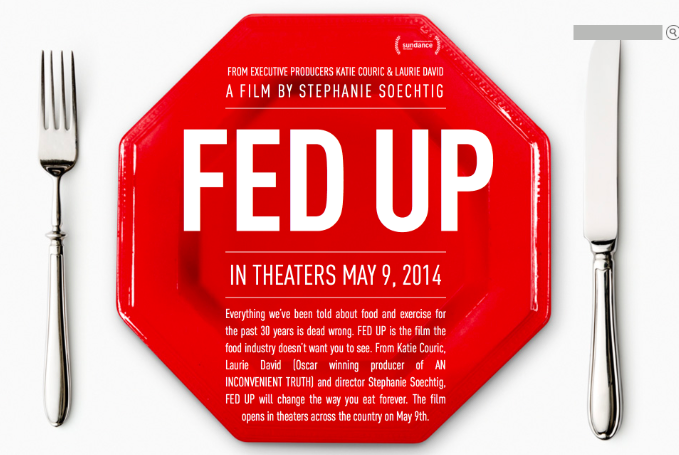 sundance
FROM EXECUTIVE PRODUCERS KATIE COURIC & LAURIE DAVID
A FILM BY STEPHANIE SOECHTIG
FED UP
IN THEATERS MAY 9, 2014
Everything we've been told about food and exercise for
the past 30 years is dead wrong. FED UP is the film the
food industry doesn't want you to see. From Katie Couric,
Laurie David (Oscar winning producer of AN
INCONVENIENT TRUTH) and director Stephanie Soechtig,
FED UP will change the way you eat forever. The film
opens in theaters across the country on May 9th.